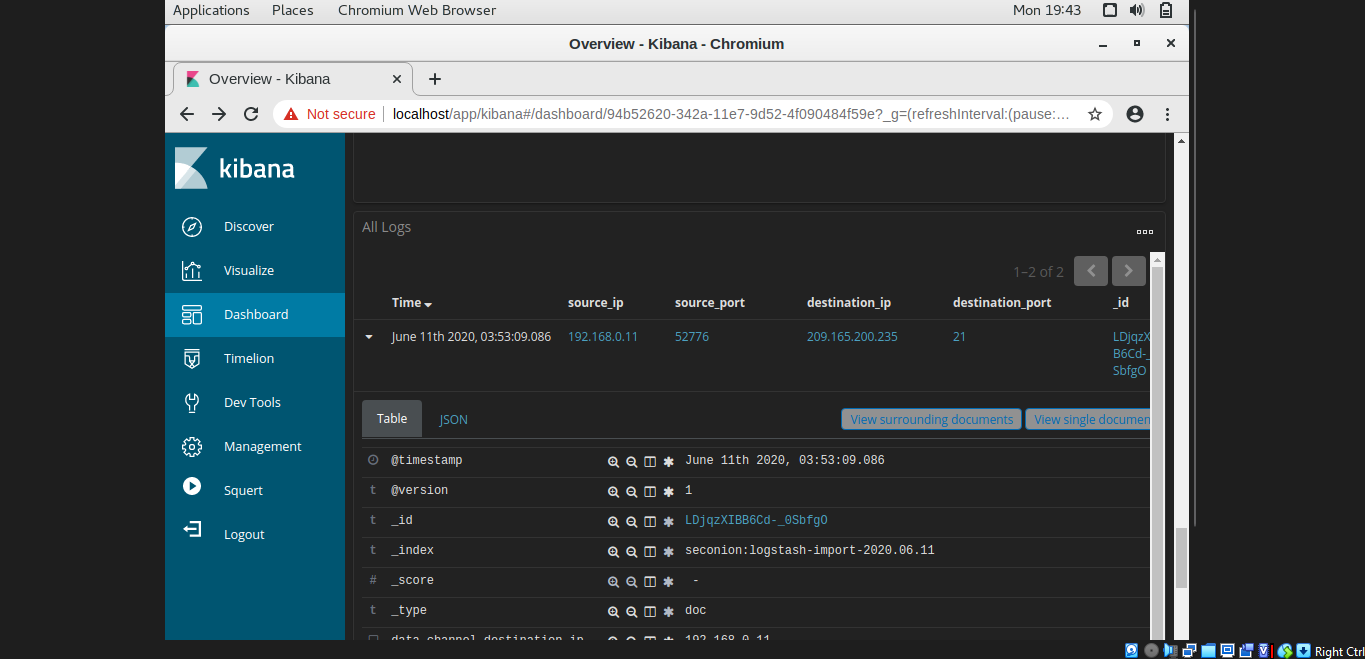 Applications Places Chromium Web Browser Mon 19:43
Overview - Kibana - Chromium
Overview - Kibana
Not secure localhost/app/kibana#/dashboard/94b52620-342a-11e7-9d52-4f090484f59e?_g=(refreshInterval:(pause:...
kibana
Discover
Visualize
Dashboard
Timelion
Dev Tools
Management
Squert
Logout
All Logs
1–2 of 2
Time source_ip source_port destination_ip destination_port _id
June 11th 2020, 03:53:09.086 192.168.0.11 52776 209.165.200.235 21 LDjqzX
B6Cd-_
SbfgO
Table JSON View surrounding documents View single documen
@timestamp June 11th 2020, 03:53:09.086
t @version 1
t _id LDjqzXIBB6Cd-_0SbfgO
t _index seconion:logstash-import-2020.06.11
# _score -
t _type doc
data_channel_destination_ip 192.168.0.11
Right Ctrl